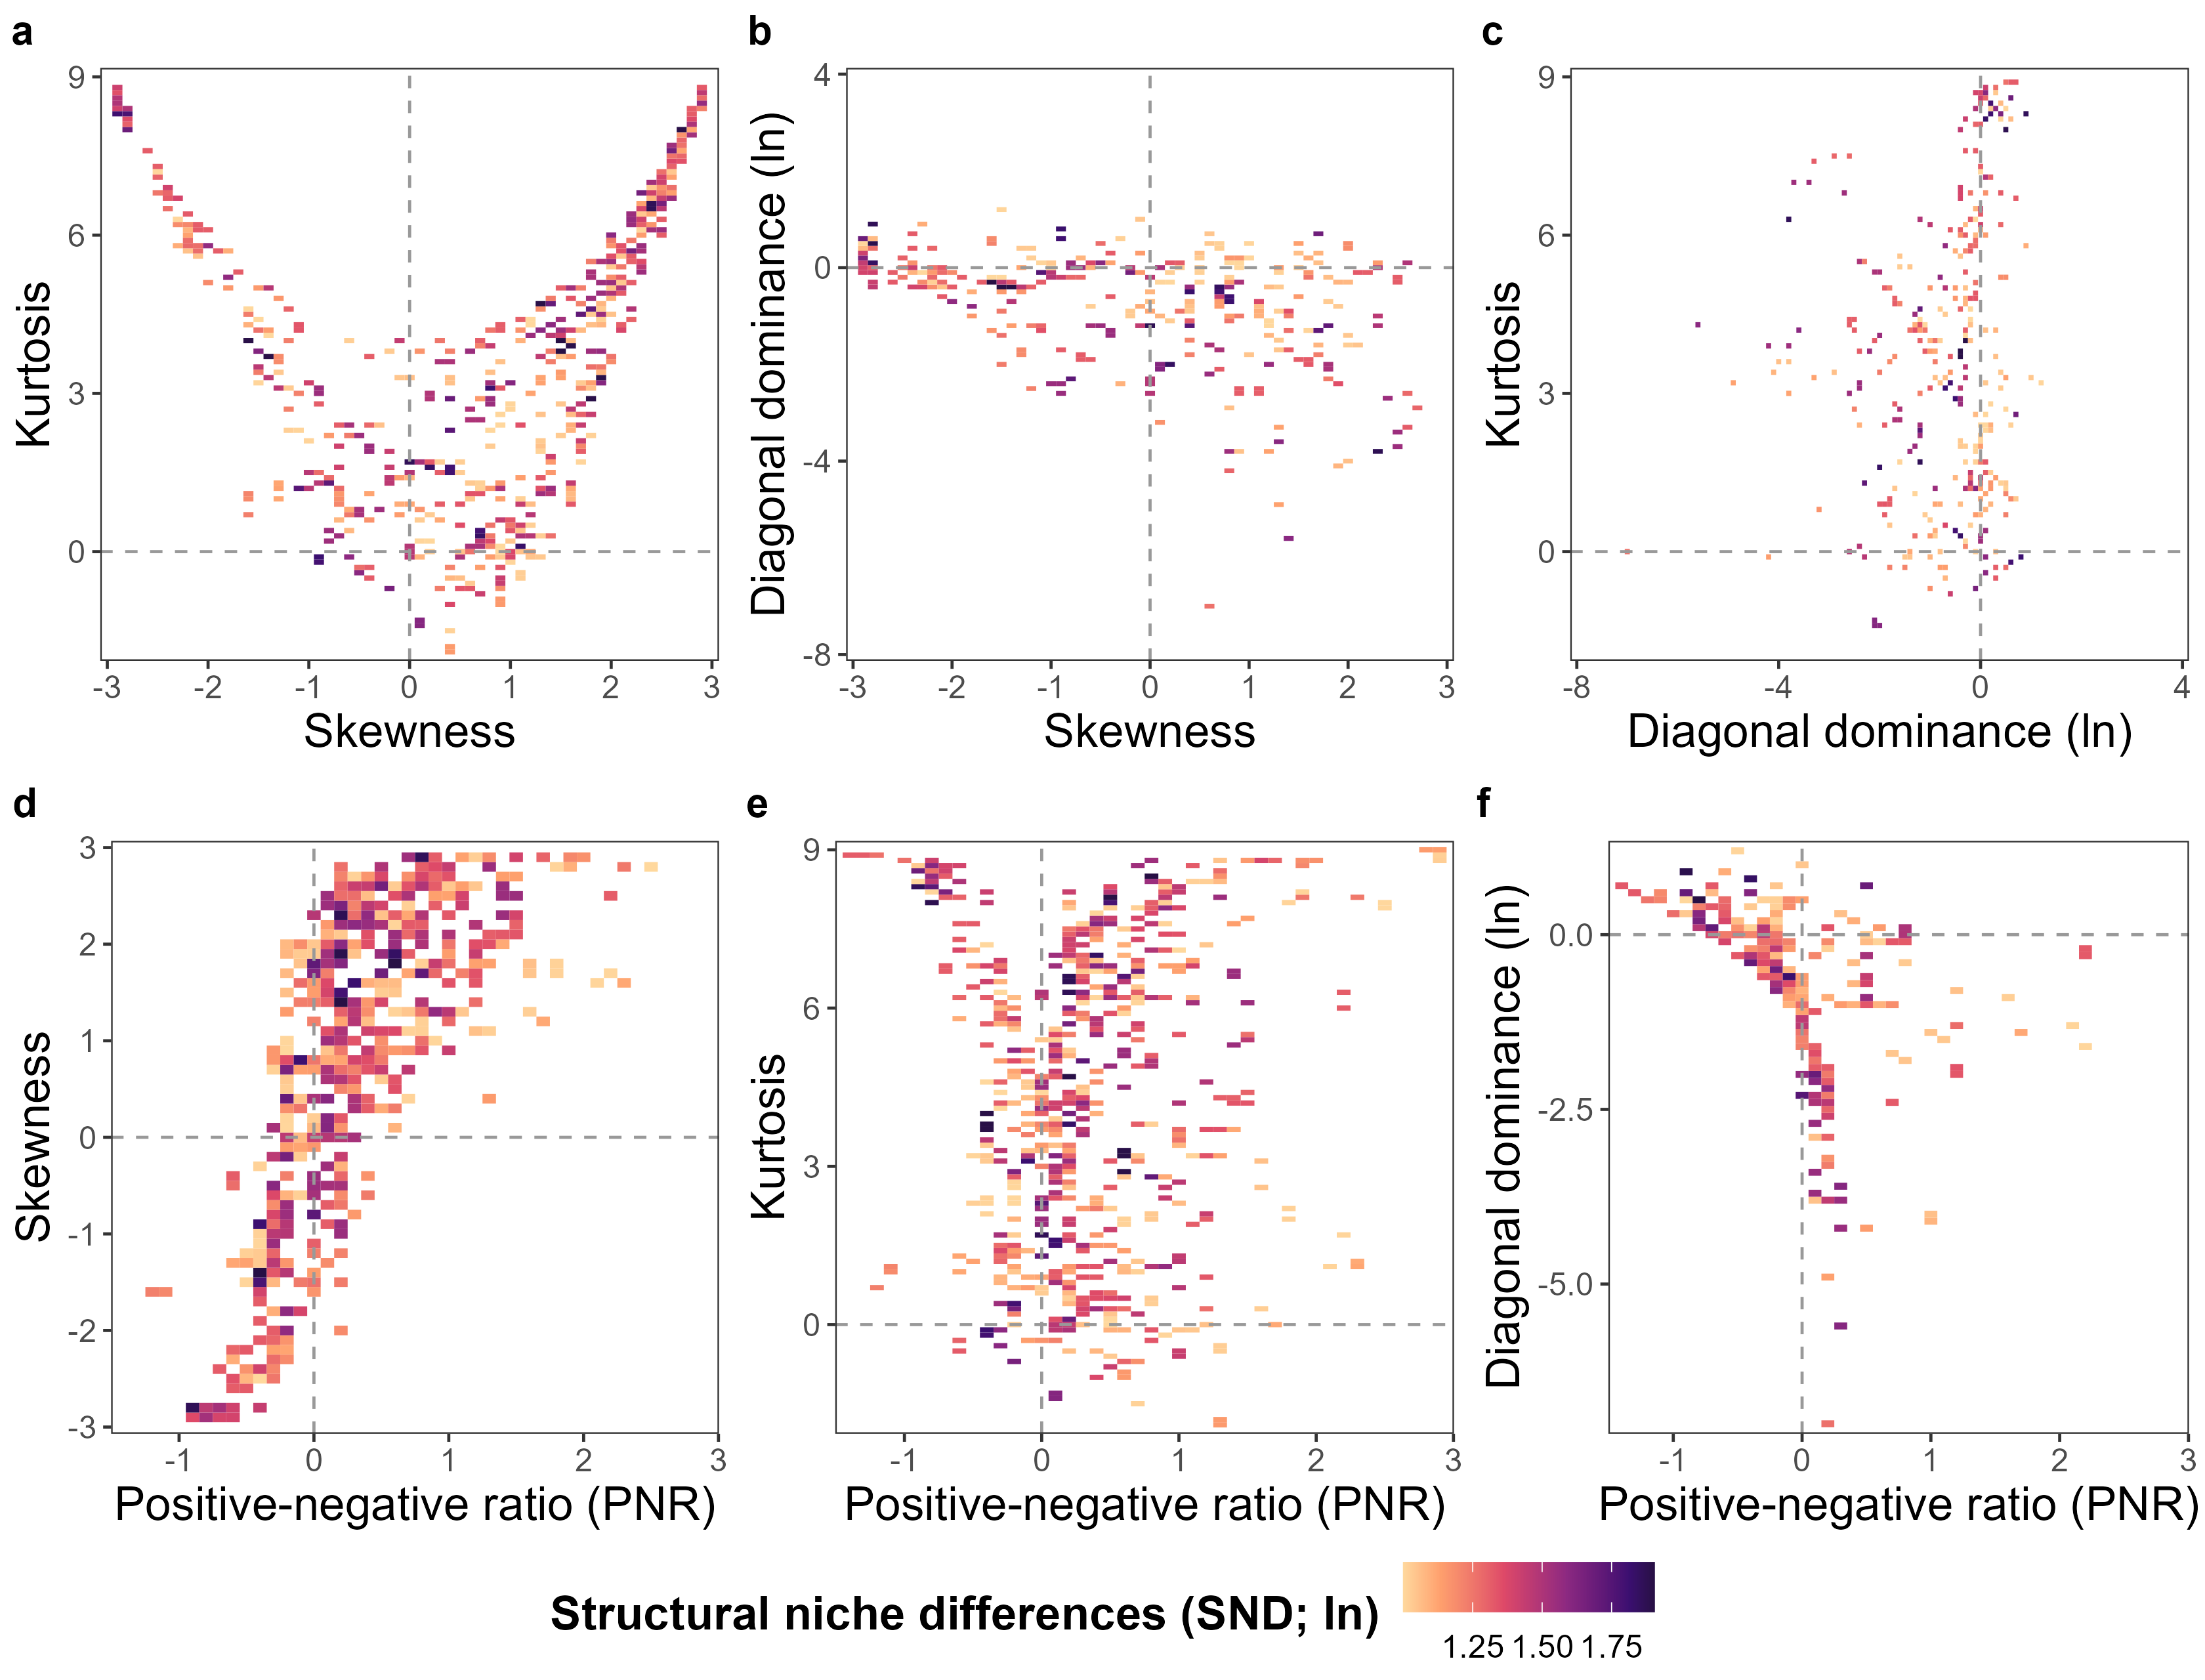 a
b
c
9
6
3
0
-3 -2 -1 0 1 2 3
Kurtosis
Skewness
4
0
-4
-8
-3 -2 -1 0 1 2 3
Diagonal dominance (ln)
Skewness
9
6
3
0
-8 -4 0 4
Kurtosis
Diagonal dominance (ln)
d
e
f
3
2
1
0
-1
-2
-3
-1 0 1 2 3
Skewness
Positive-negative ratio (PNR)
9
6
3
0
-1 0 1 2 3
Kurtosis
Positive-negative ratio (PNR)
0.0
-2.5
-5.0
-1 0 1 2 3
Diagonal dominance (ln)
Positive-negative ratio (PNR)
Structural niche differences (SND; ln)
1.25 1.50 1.75